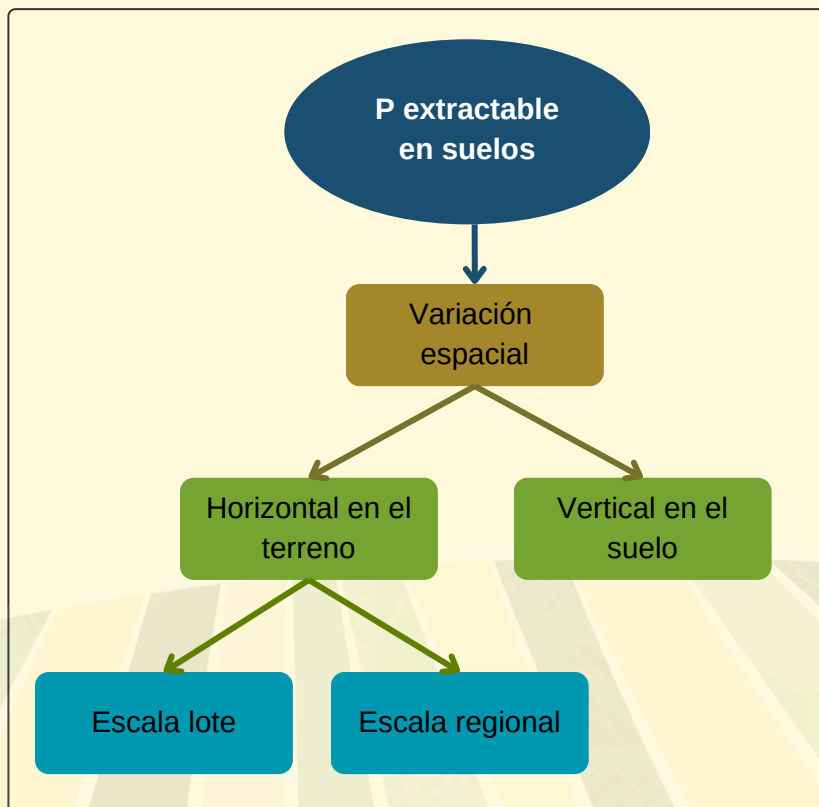 P extractable
en suelos
Variación
espacial
Horizontal en el
terreno
Vertical en el
suelo
Escala lote
Escala regional